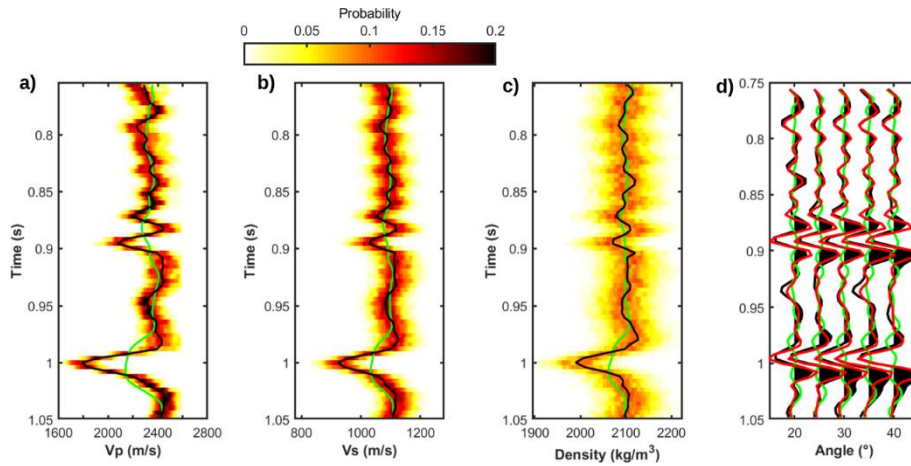 Probability
0 0.05 0.1 0.15 0.2
a) b) c) d)
0.8
0.85
0.9
0.95
1
1.05
Time (s)
1600 2000 2400 2800
Vp (m/s)
0.8
0.85
0.9
0.95
1
1.05
Time (s)
800 1000 1200
Vs (m/s)
0.8
0.85
0.9
0.95
1
1.05
Time (s)
1900 2000 2100 2200
Density (kg/m³)
0.75
0.8
0.85
0.9
0.95
1
1.05
20 30 40
Angle (°)